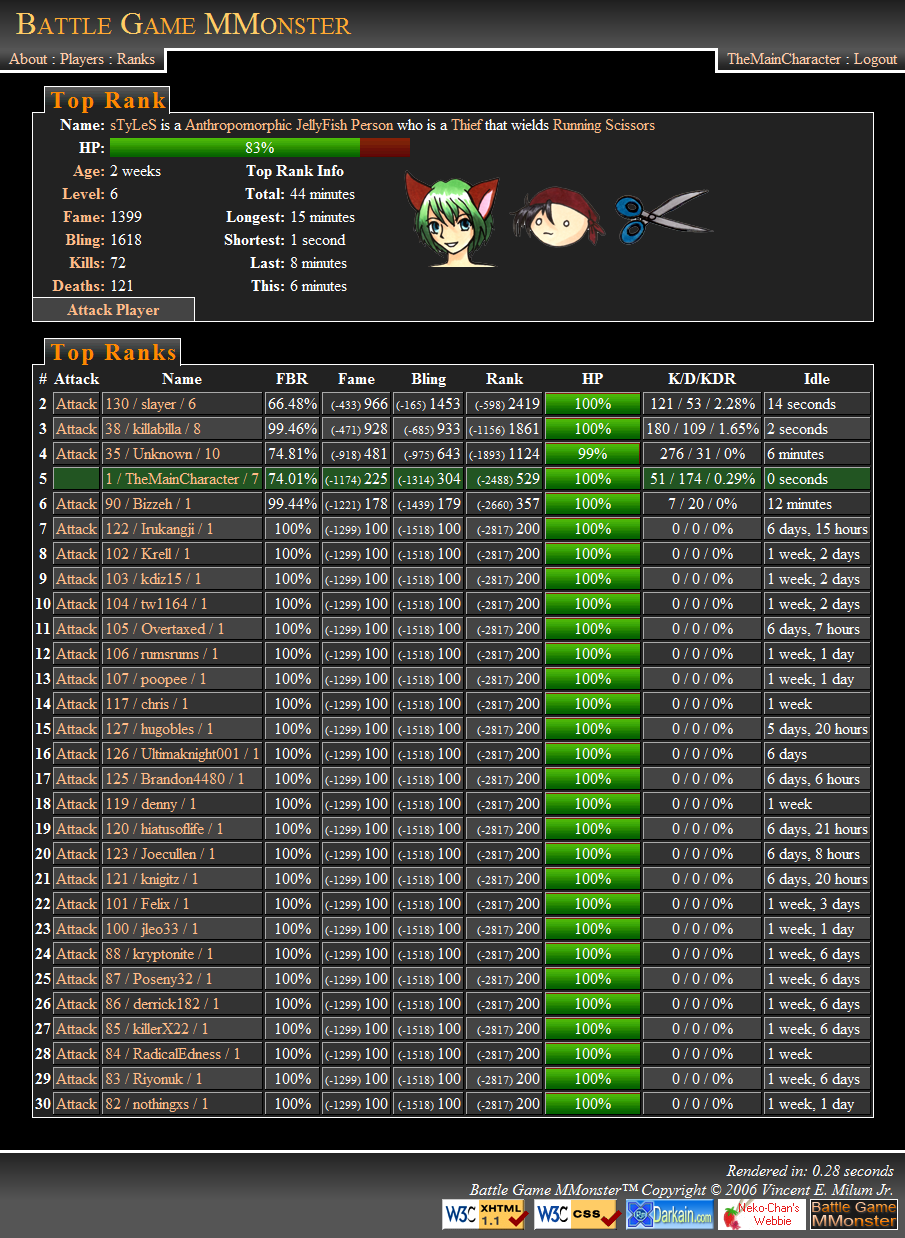 Battle Game MMonster
About : Players : Ranks
TheMainCharacter : Logout
Top Rank
Name: sTyLeS is a Anthropomorphic JellyFish Person who is a Thief that wields Running Scissors
HP: 83%
Age: 2 weeks Top Rank Info
Level: 6 Total: 44 minutes
Fame: 1399 Longest: 15 minutes
Bling: 1618 Shortest: 1 second
Kills: 72 Last: 8 minutes
Deaths: 121 This: 6 minutes
Attack Player
Top Ranks
# Attack Name FBR Fame Bling Rank HP K/D/KDR Idle
2 Attack 130 / slayer / 6 66.48% (-433) 966 (-165) 1453 (-598) 2419 100% 121 / 53 / 2.28% 14 seconds
3 Attack 38 / killabilla / 8 99.46% (-471) 928 (-685) 933 (-1156) 1861 100% 180 / 109 / 1.65% 2 seconds
4 Attack 35 / Unknown / 10 74.81% (-918) 481 (-975) 643 (-1893) 1124 99% 276 / 31 / 0% 6 minutes
5 1 / TheMainCharacter / 7 74.01% (-1174) 225 (-1314) 304 (-2488) 529 100% 51 / 174 / 0.29% 0 seconds
6 Attack 90 / Bizzeh / 1 99.44% (-1221) 178 (-1439) 179 (-2660) 357 100% 7 / 20 / 0% 12 minutes
7 Attack 122 / Irukangji / 1 100% (-1299) 100 (-1518) 100 (-2817) 200 100% 0 / 0 / 0% 6 days, 15 hours
8 Attack 102 / Krell / 1 100% (-1299) 100 (-1518) 100 (-2817) 200 100% 0 / 0 / 0% 1 week, 2 days
9 Attack 103 / kdiz15 / 1 100% (-1299) 100 (-1518) 100 (-2817) 200 100% 0 / 0 / 0% 1 week, 2 days
10 Attack 104 / tw1164 / 1 100% (-1299) 100 (-1518) 100 (-2817) 200 100% 0 / 0 / 0% 1 week, 2 days
11 Attack 105 / Overtaxed / 1 100% (-1299) 100 (-1518) 100 (-2817) 200 100% 0 / 0 / 0% 6 days, 7 hours
12 Attack 106 / rumsrums / 1 100% (-1299) 100 (-1518) 100 (-2817) 200 100% 0 / 0 / 0% 1 week, 1 day
13 Attack 107 / poopee / 1 100% (-1299) 100 (-1518) 100 (-2817) 200 100% 0 / 0 / 0% 1 week, 1 day
14 Attack 117 / chris / 1 100% (-1299) 100 (-1518) 100 (-2817) 200 100% 0 / 0 / 0% 1 week
15 Attack 127 / hugobles / 1 100% (-1299) 100 (-1518) 100 (-2817) 200 100% 0 / 0 / 0% 5 days, 20 hours
16 Attack 126 / Ultimaknight001 / 1 100% (-1299) 100 (-1518) 100 (-2817) 200 100% 0 / 0 / 0% 6 days
17 Attack 125 / Brandon4480 / 1 100% (-1299) 100 (-1518) 100 (-2817) 200 100% 0 / 0 / 0% 6 days, 6 hours
18 Attack 119 / denny / 1 100% (-1299) 100 (-1518) 100 (-2817) 200 100% 0 / 0 / 0% 1 week
19 Attack 120 / hiatusoflife / 1 100% (-1299) 100 (-1518) 100 (-2817) 200 100% 0 / 0 / 0% 6 days, 21 hours
20 Attack 123 / Joecullen / 1 100% (-1299) 100 (-1518) 100 (-2817) 200 100% 0 / 0 / 0% 6 days, 8 hours
21 Attack 121 / knigitz / 1 100% (-1299) 100 (-1518) 100 (-2817) 200 100% 0 / 0 / 0% 6 days, 20 hours
22 Attack 101 / Felix / 1 100% (-1299) 100 (-1518) 100 (-2817) 200 100% 0 / 0 / 0% 1 week, 3 days
23 Attack 100 / jleo33 / 1 100% (-1299) 100 (-1518) 100 (-2817) 200 100% 0 / 0 / 0% 1 week, 1 day
24 Attack 88 / kryptonite / 1 100% (-1299) 100 (-1518) 100 (-2817) 200 100% 0 / 0 / 0% 1 week, 6 days
25 Attack 87 / Poseny32 / 1 100% (-1299) 100 (-1518) 100 (-2817) 200 100% 0 / 0 / 0% 1 week, 6 days
26 Attack 86 / derrick182 / 1 100% (-1299) 100 (-1518) 100 (-2817) 200 100% 0 / 0 / 0% 1 week, 6 days
27 Attack 85 / killerX22 / 1 100% (-1299) 100 (-1518) 100 (-2817) 200 100% 0 / 0 / 0% 1 week, 6 days
28 Attack 84 / RadicalEdness / 1 100% (-1299) 100 (-1518) 100 (-2817) 200 100% 0 / 0 / 0% 1 week
29 Attack 83 / Riyonuk / 1 100% (-1299) 100 (-1518) 100 (-2817) 200 100% 0 / 0 / 0% 1 week, 6 days
30 Attack 82 / nothingxs / 1 100% (-1299) 100 (-1518) 100 (-2817) 200 100% 0 / 0 / 0% 1 week, 1 day
Rendered in: 0.28 seconds
Battle Game MMonster™ Copyright © 2006 Vincent E. Milum Jr.
W3C XHTML 1.1 W3C CSS Darkain.com Neko-Chan's Webbie Battle Game MMonster